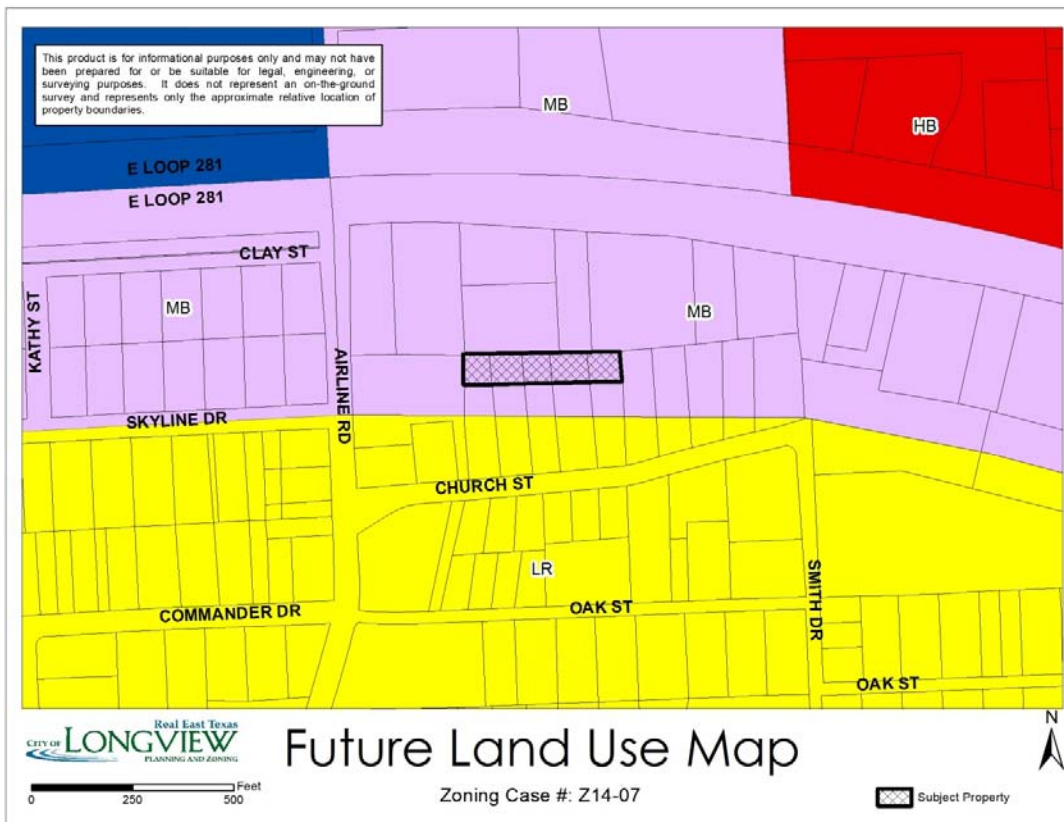 This product is for informational purposes only and may not have
been prepared for or be suitable for legal, engineering, or
surveying purposes. It does not represent an on-the-ground
survey and represents only the approximate relative location of
property boundaries.
MB
HB
E LOOP 281
E LOOP 281
CLAY ST
KATHY ST
MB
MB
AIRLINE RD
SKYLINE DR
CHURCH ST
LR
SMITH DR
COMMANDER DR
OAK ST
OAK ST
Real East Texas
CITY OF LONGVIEW
PLANNING AND ZONING
Future Land Use Map
N
Feet
0 250 500
Zoning Case #: Z14-07
Subject Property